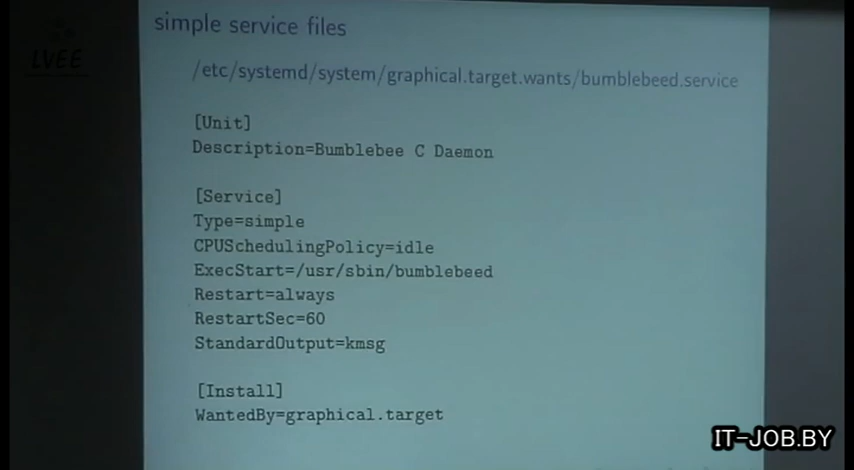 simple service files
LVEE
/etc/systemd/system/graphical.target.wants/bumblebeed.service
[Unit]
Description=Bumblebee C Daemon
[Service]
Type=simple
CPUSchedulingPolicy=idle
ExecStart=/usr/sbin/bumblebeed
Restart=always
RestartSec=60
StandardOutput=kmsg
[Install]
WantedBy=graphical.target
IT-JOB.BY